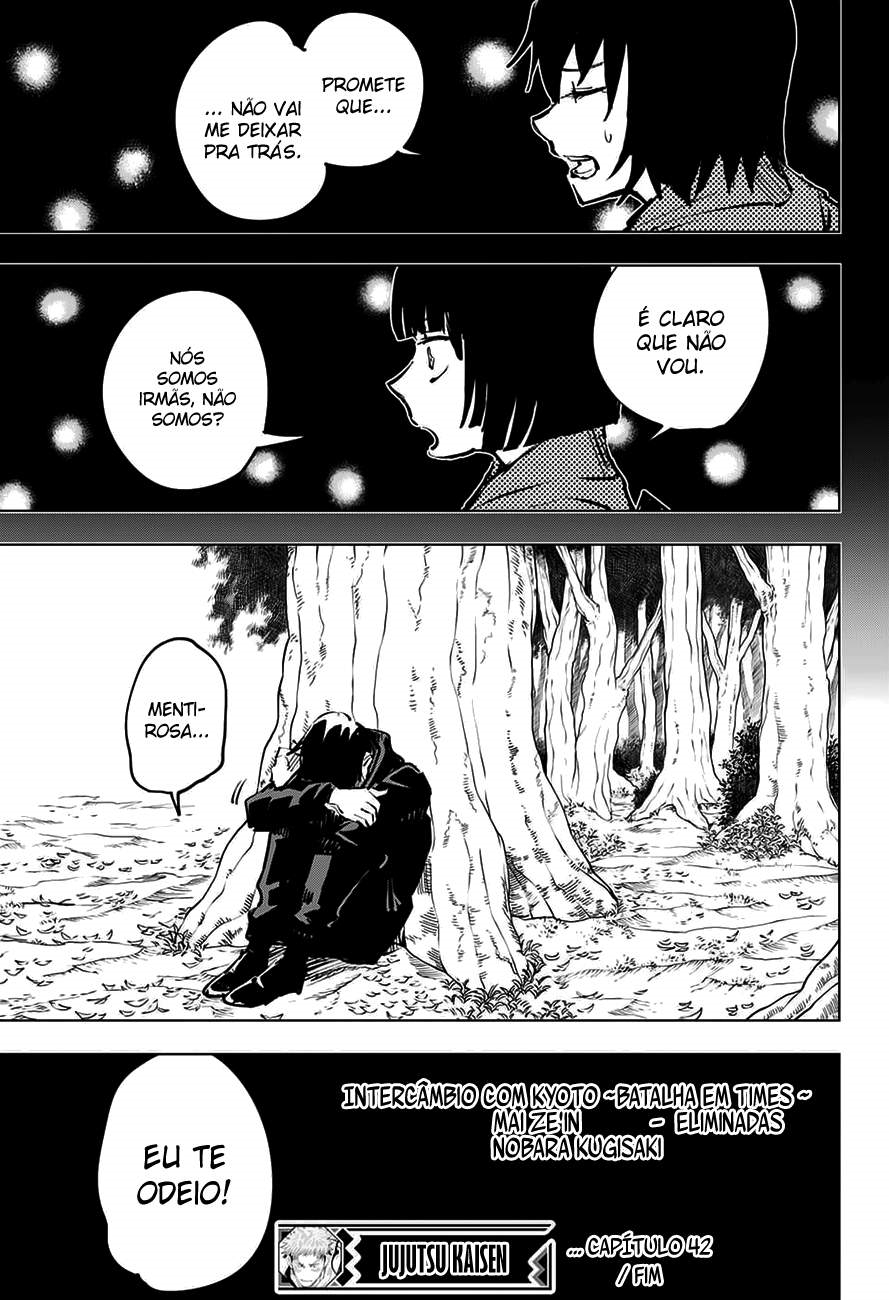 PROMETE
QUE...
... NÃO VAI
ME DEIXAR
PRA TRÁS.
É CLARO
QUE NÃO
VOU.
NÓS
SOMOS
IRMÃS, NÃO
SOMOS?
MENTI-
ROSA...
INTERCÂMBIO COM KYOTO ~BATALHA EM TIMES ~
MAI ZE'IN - ELIMINADAS
NOBARA KUGISAKI
EU TE
ODEIO!
JUJUTSU KAISEN
... CAPÍTULO 42
/ FIM